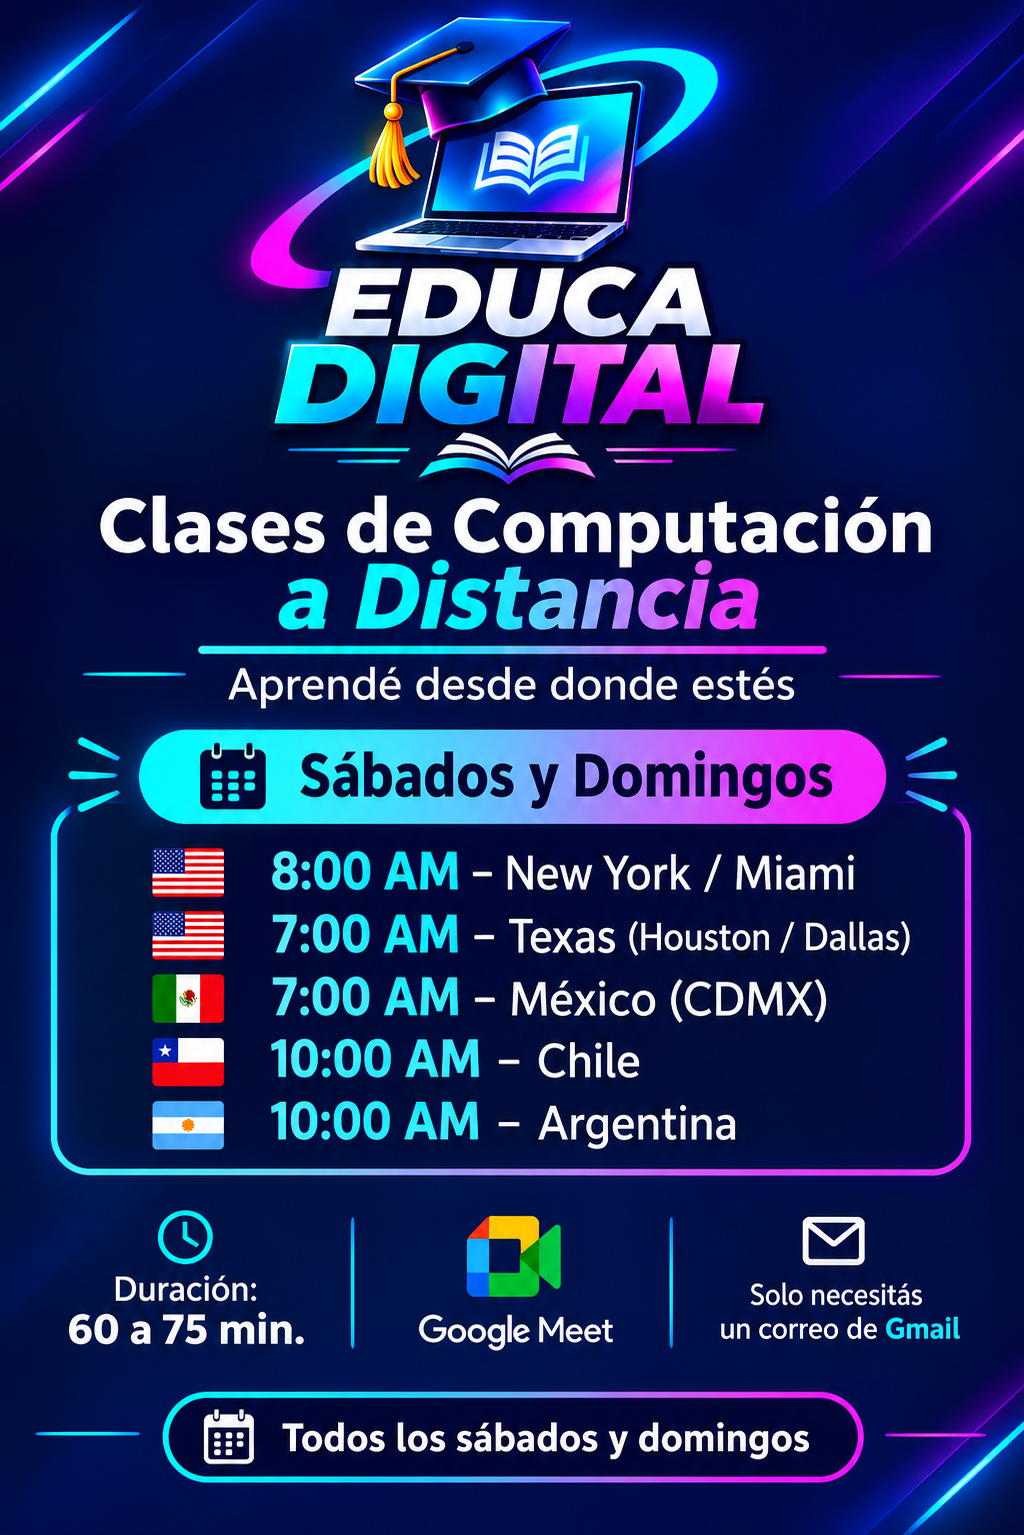 EDUCA
DIGITAL
Clases de Computación
a Distancia
Aprendé desde donde estés
Sábados y Domingos
8:00 AM – New York / Miami
7:00 AM – Texas (Houston / Dallas)
7:00 AM – México (CDMX)
10:00 AM – Chile
10:00 AM – Argentina
Duración:
60 a 75 min.
Google Meet
Solo necesitás
un correo de Gmail
Todos los sábados y domingos